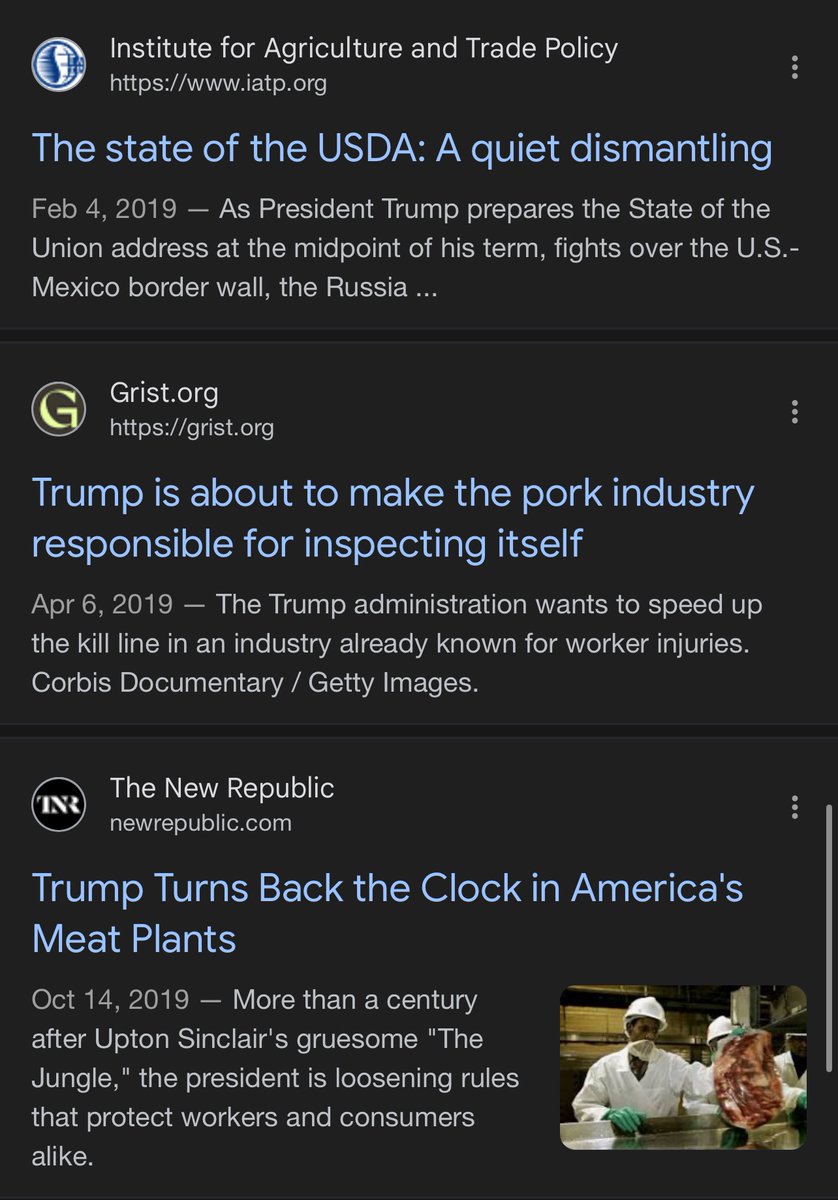 Institute for Agriculture and Trade Policy
https://www.iatp.org
The state of the USDA: A quiet dismantling
Feb 4, 2019 — As President Trump prepares the State of the
Union address at the midpoint of his term, fights over the U.S.-
Mexico border wall, the Russia ...
G
Grist.org
https://grist.org
Trump is about to make the pork industry
responsible for inspecting itself
Apr 6, 2019 — The Trump administration wants to speed up
the kill line in an industry already known for worker injuries.
Corbis Documentary / Getty Images.
TNR
The New Republic
newrepublic.com
Trump Turns Back the Clock in America's
Meat Plants
Oct 14, 2019 — More than a century
after Upton Sinclair's gruesome "The
Jungle," the president is loosening rules
that protect workers and consumers
alike.